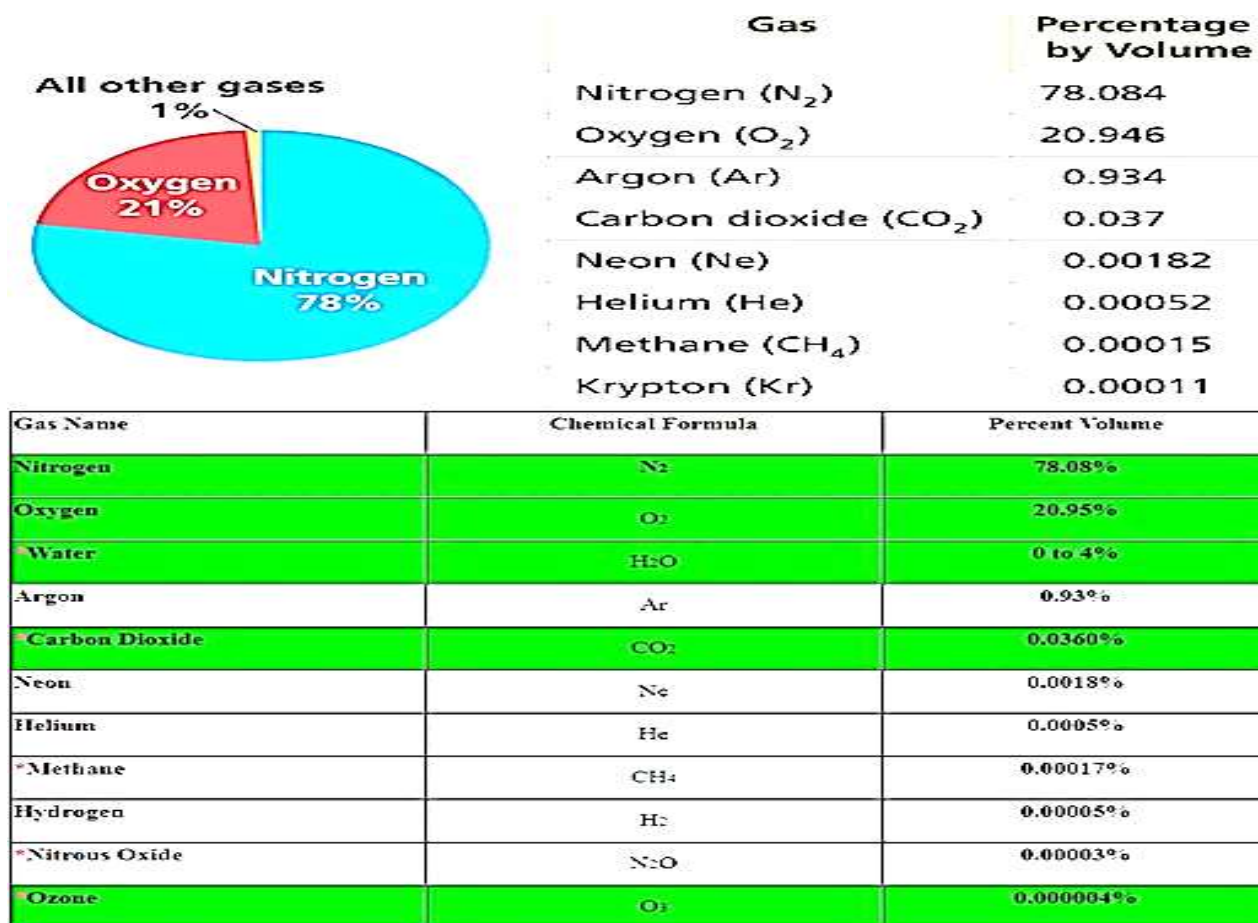 All other gases
1%
Oxygen
21%
Nitrogen
78%
Gas Percentage by Volume
Nitrogen (N₂) 78.084
Oxygen (O₂) 20.946
Argon (Ar) 0.934
Carbon dioxide (CO₂) 0.037
Neon (Ne) 0.00182
Helium (He) 0.00052
Methane (CH₄) 0.00015
Krypton (Kr) 0.00011
Gas Name Chemical Formula Percent Volume
Nitrogen N₂ 78.08%
Oxygen O₂ 20.95%
*Water H₂O 0 to 4%
Argon Ar 0.93%
*Carbon Dioxide CO₂ 0.0360%
Neon Ne 0.0018%
Helium He 0.0005%
*Methane CH₄ 0.00017%
Hydrogen H₂ 0.00005%
*Nitrous Oxide N₂O 0.00003%
*Ozone O₃ 0.000004%